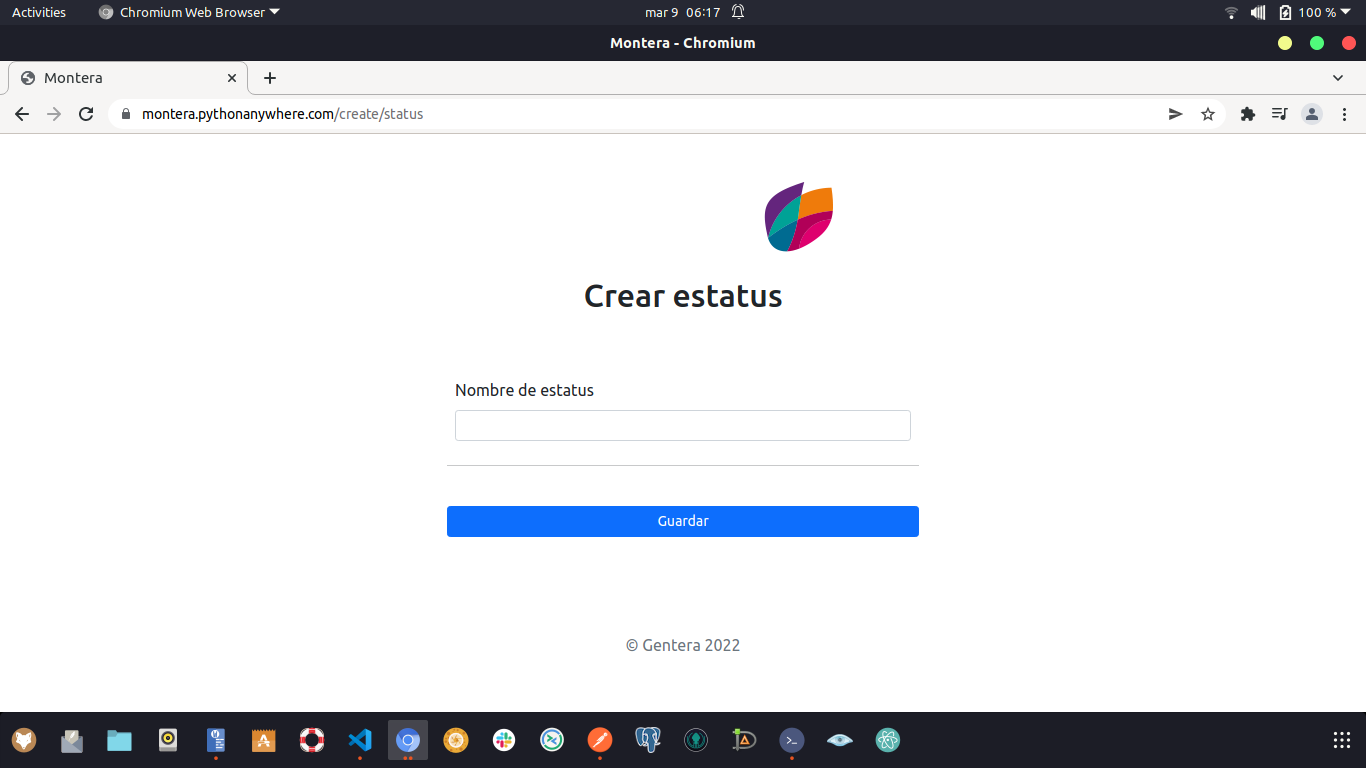 Activities Chromium Web Browser mar 9 06:17 100 %
Montera - Chromium
Montera
montera.pythonanywhere.com/create/status
Crear estatus
Nombre de estatus
Guardar
© Gentera 2022